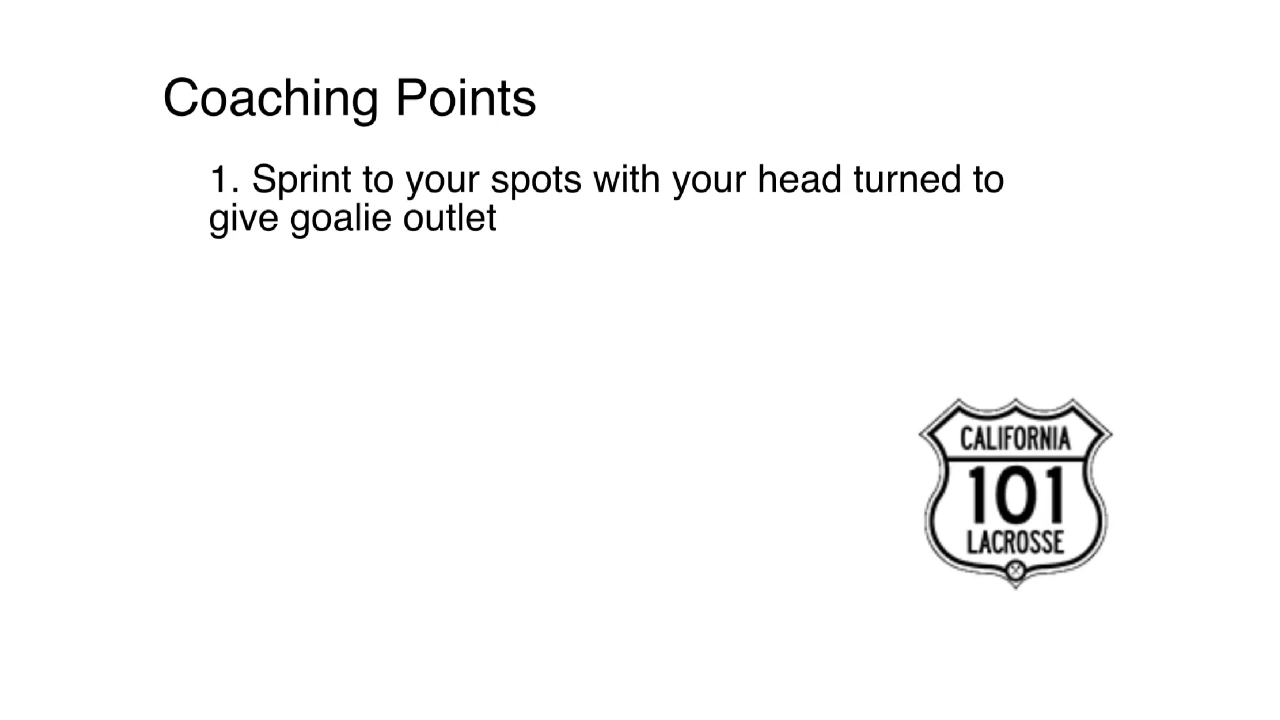 Coaching Points
1. Sprint to your spots with your head turned to
give goalie outlet
CALIFORNIA
101
LACROSSE